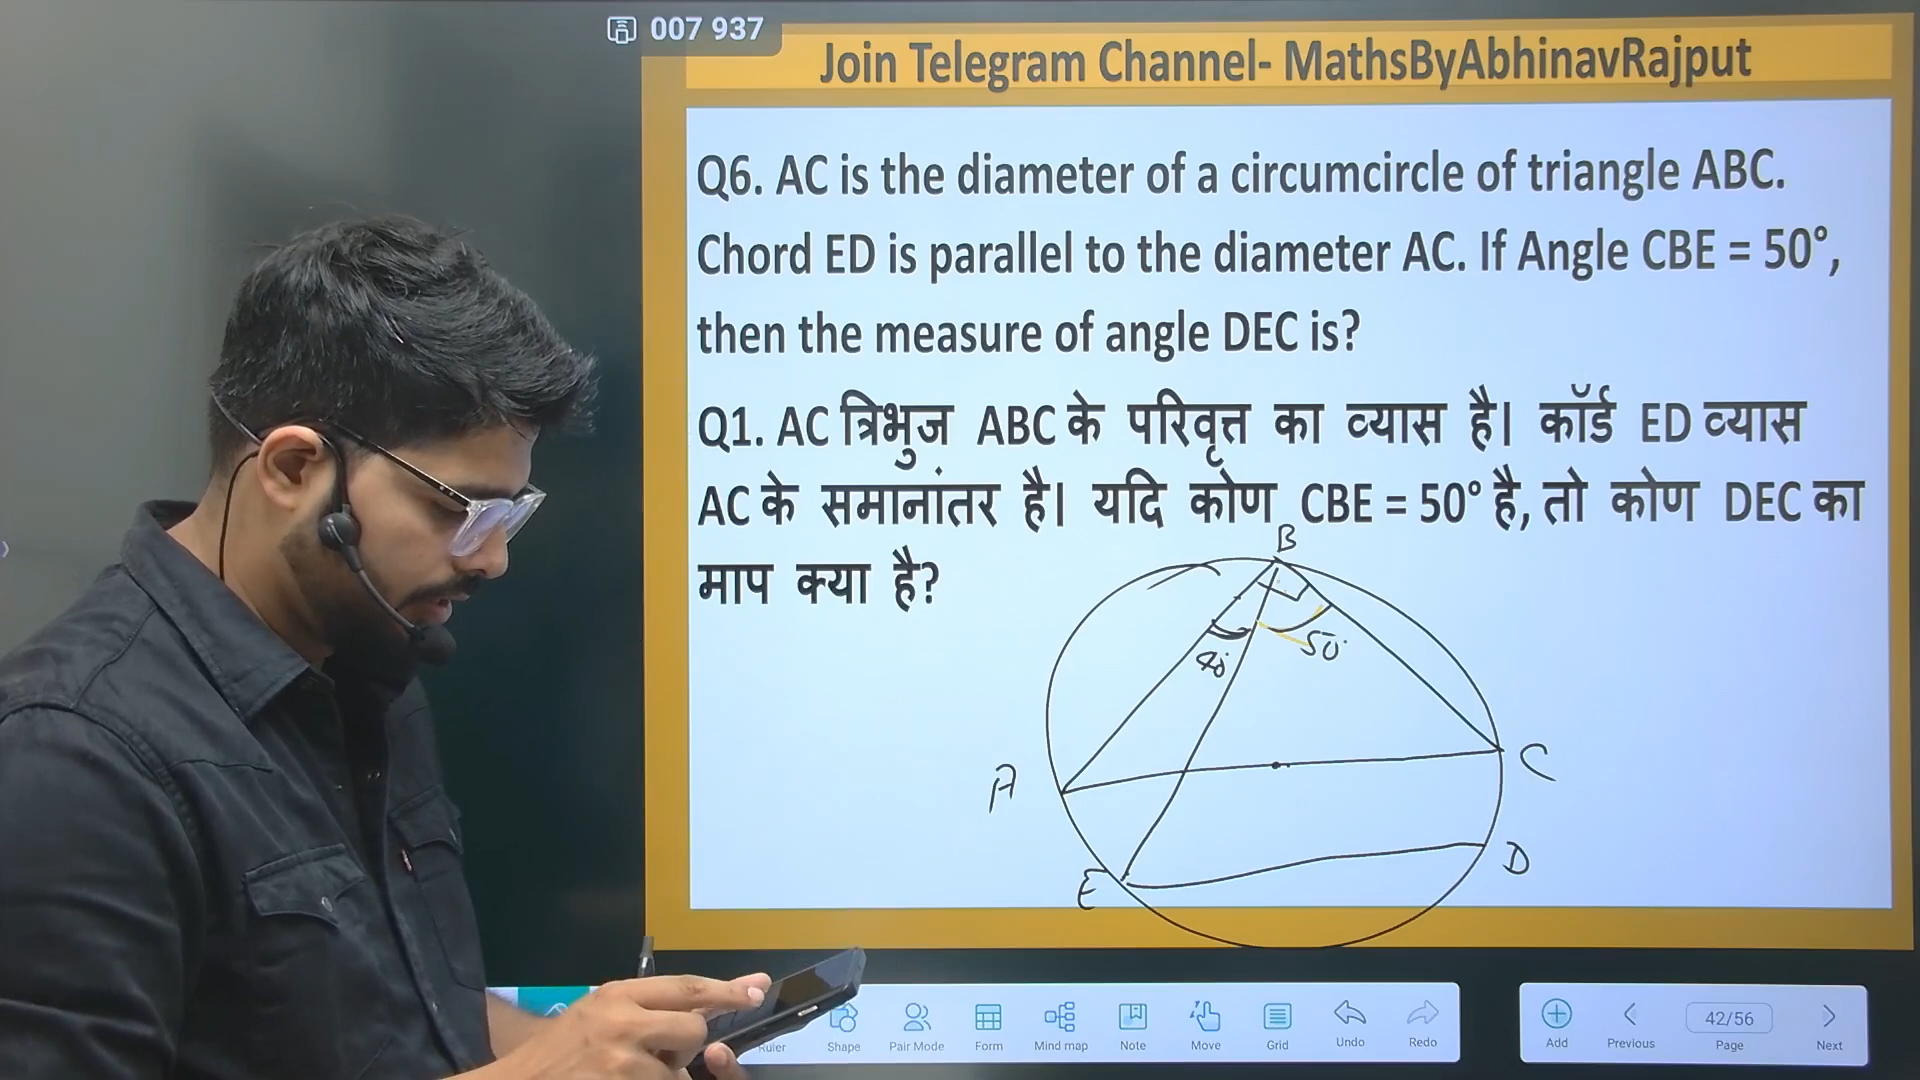 007 937
Join Telegram Channel- MathsByAbhinavRajput
Q6. AC is the diameter of a circumcircle of triangle ABC.
Chord ED is parallel to the diameter AC. If Angle CBE = 50°,
then the measure of angle DEC is?
Q1. AC त्रिभुज ABC के परिवृत्त का व्यास है। कॉर्ड ED व्यास
AC के समानांतर है। यदि कोण CBE = 50° है, तो कोण DEC का
माप क्या है?
B
40°
50°
A
C
E
D
Ruler
Shape
Pair Mode
Form
Mind map
Note
Move
Grid
Undo
Redo
Add
Previous
42/56
Page
Next